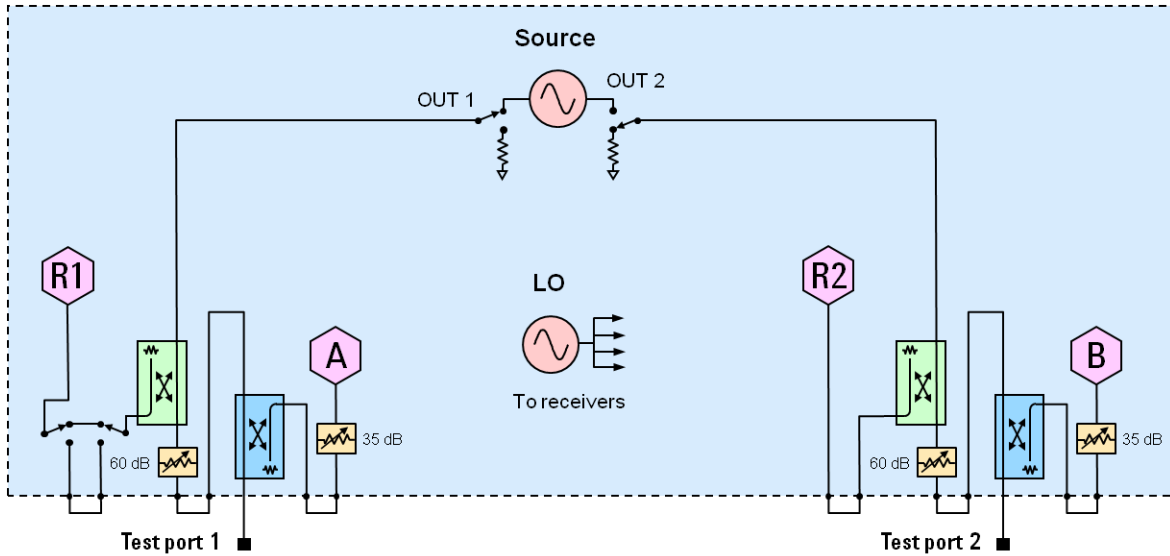 Source
OUT 1
OUT 2
R1
R2
LO
A
B
To receivers
35 dB
35 dB
60 dB
60 dB
Test port 1
Test port 2